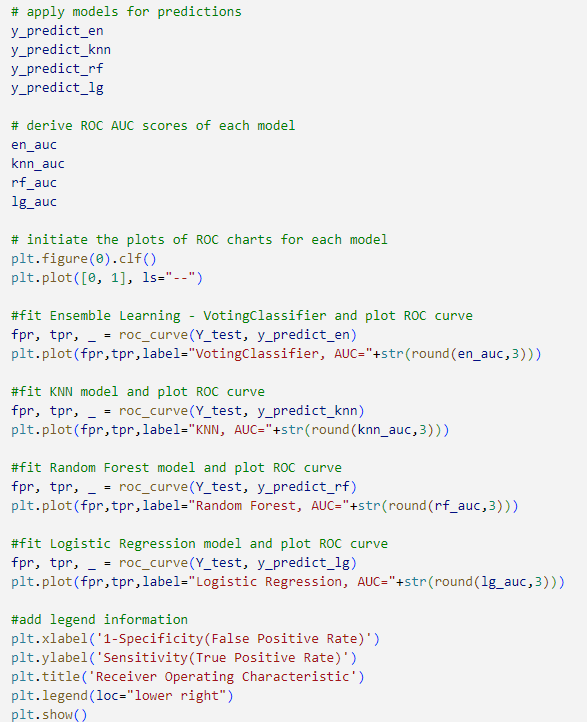 # apply models for predictions
y_predict_en
y_predict_knn
y_predict_rf
y_predict_lg
# derive ROC AUC scores of each model
en_auc
knn_auc
rf_auc
lg_auc
# initiate the plots of ROC charts for each model
plt.figure(0).clf()
plt.plot([0, 1], ls="--")
#fit Ensemble Learning - VotingClassifier and plot ROC curve
fpr, tpr, _ = roc_curve(Y_test, y_predict_en)
plt.plot(fpr,tpr,label="VotingClassifier, AUC="+str(round(en_auc,3)))
#fit KNN model and plot ROC curve
fpr, tpr, _ = roc_curve(Y_test, y_predict_knn)
plt.plot(fpr,tpr,label="KNN, AUC="+str(round(knn_auc,3)))
#fit Random Forest model and plot ROC curve
fpr, tpr, _ = roc_curve(Y_test, y_predict_rf)
plt.plot(fpr,tpr,label="Random Forest, AUC="+str(round(rf_auc,3)))
#fit Logistic Regression model and plot ROC curve
fpr, tpr, _ = roc_curve(Y_test, y_predict_lg)
plt.plot(fpr,tpr,label="Logistic Regression, AUC="+str(round(lg_auc,3)))
#add legend information
plt.xlabel('1-Specificity(False Positive Rate)')
plt.ylabel('Sensitivity(True Positive Rate)')
plt.title('Receiver Operating Characteristic')
plt.legend(loc="lower right")
plt.show()